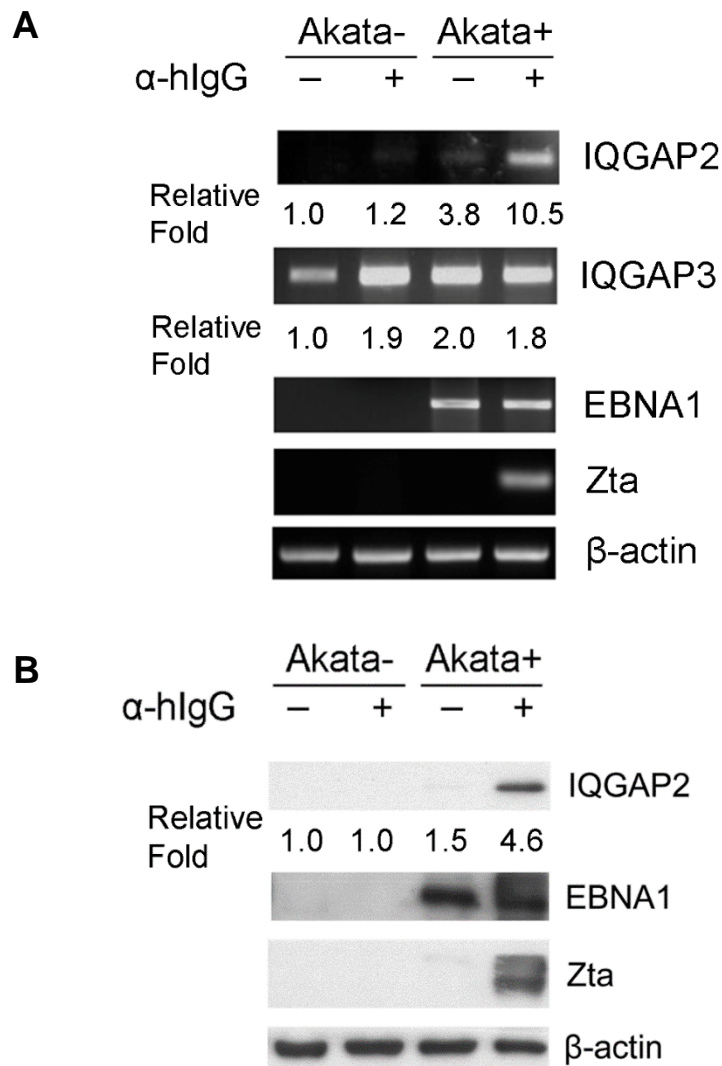 A
Akata- Akata+
α-hIgG – + – +
IQGAP2
Relative Fold 1.0 1.2 3.8 10.5
IQGAP3
Relative Fold 1.0 1.9 2.0 1.8
EBNA1
Zta
β-actin
B
Akata- Akata+
α-hIgG – + – +
IQGAP2
Relative Fold 1.0 1.0 1.5 4.6
EBNA1
Zta
β-actin